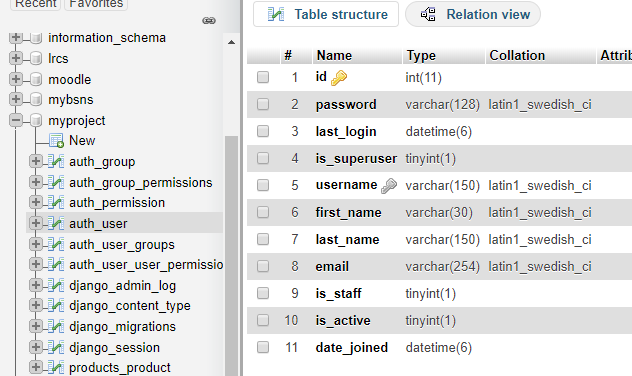 Recent Favorites
information_schema
lrcs
moodle
mybsns
myproject
New
auth_group
auth_group_permissions
auth_permission
auth_user
auth_user_groups
auth_user_user_permissio
django_admin_log
django_content_type
django_migrations
django_session
products_product
Table structure Relation view
# Name Type Collation Attrib
1 id int(11)
2 password varchar(128) latin1_swedish_ci
3 last_login datetime(6)
4 is_superuser tinyint(1)
5 username varchar(150) latin1_swedish_ci
6 first_name varchar(30) latin1_swedish_ci
7 last_name varchar(150) latin1_swedish_ci
8 email varchar(254) latin1_swedish_ci
9 is_staff tinyint(1)
10 is_active tinyint(1)
11 date_joined datetime(6)